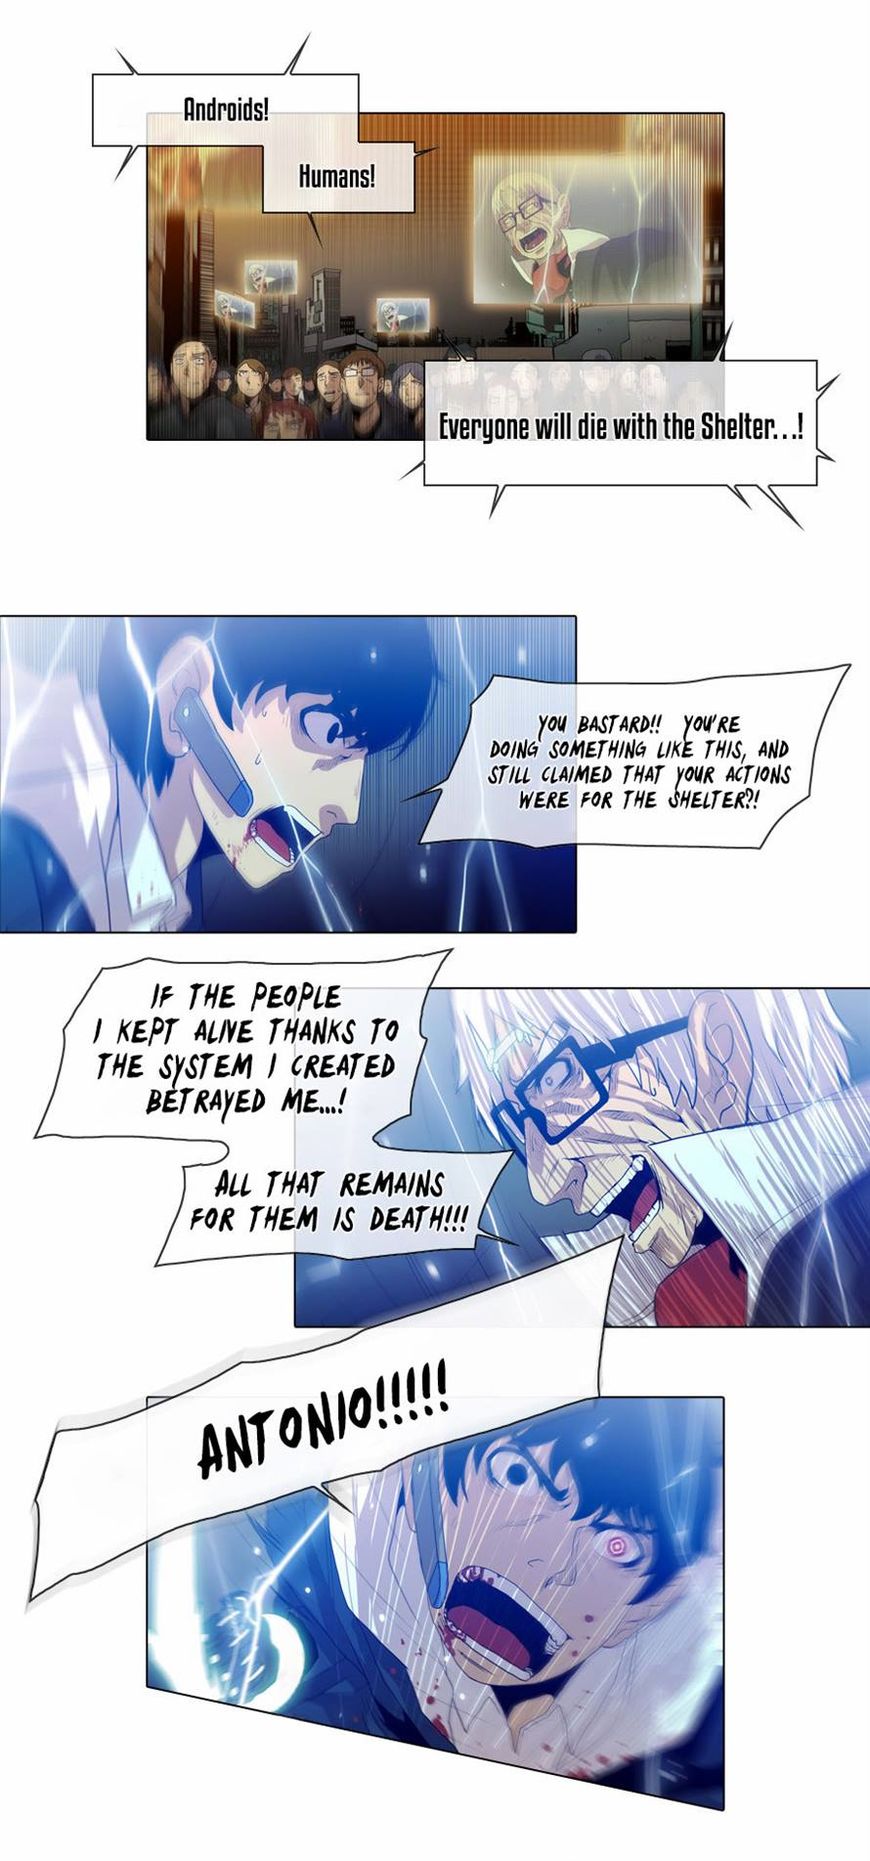 Androids!
Humans!
Everyone will die with the Shelter...!
YOU BASTARD!! YOU'RE
DOING SOMETHING LIKE THIS, AND
STILL CLAIMED THAT YOUR ACTIONS
WERE FOR THE SHELTER?!
IF THE PEOPLE
I KEPT ALIVE THANKS TO
THE SYSTEM I CREATED
BETRAYED ME...!
ALL THAT REMAINS
FOR THEM IS DEATH!!!
ANTONIO!!!!!